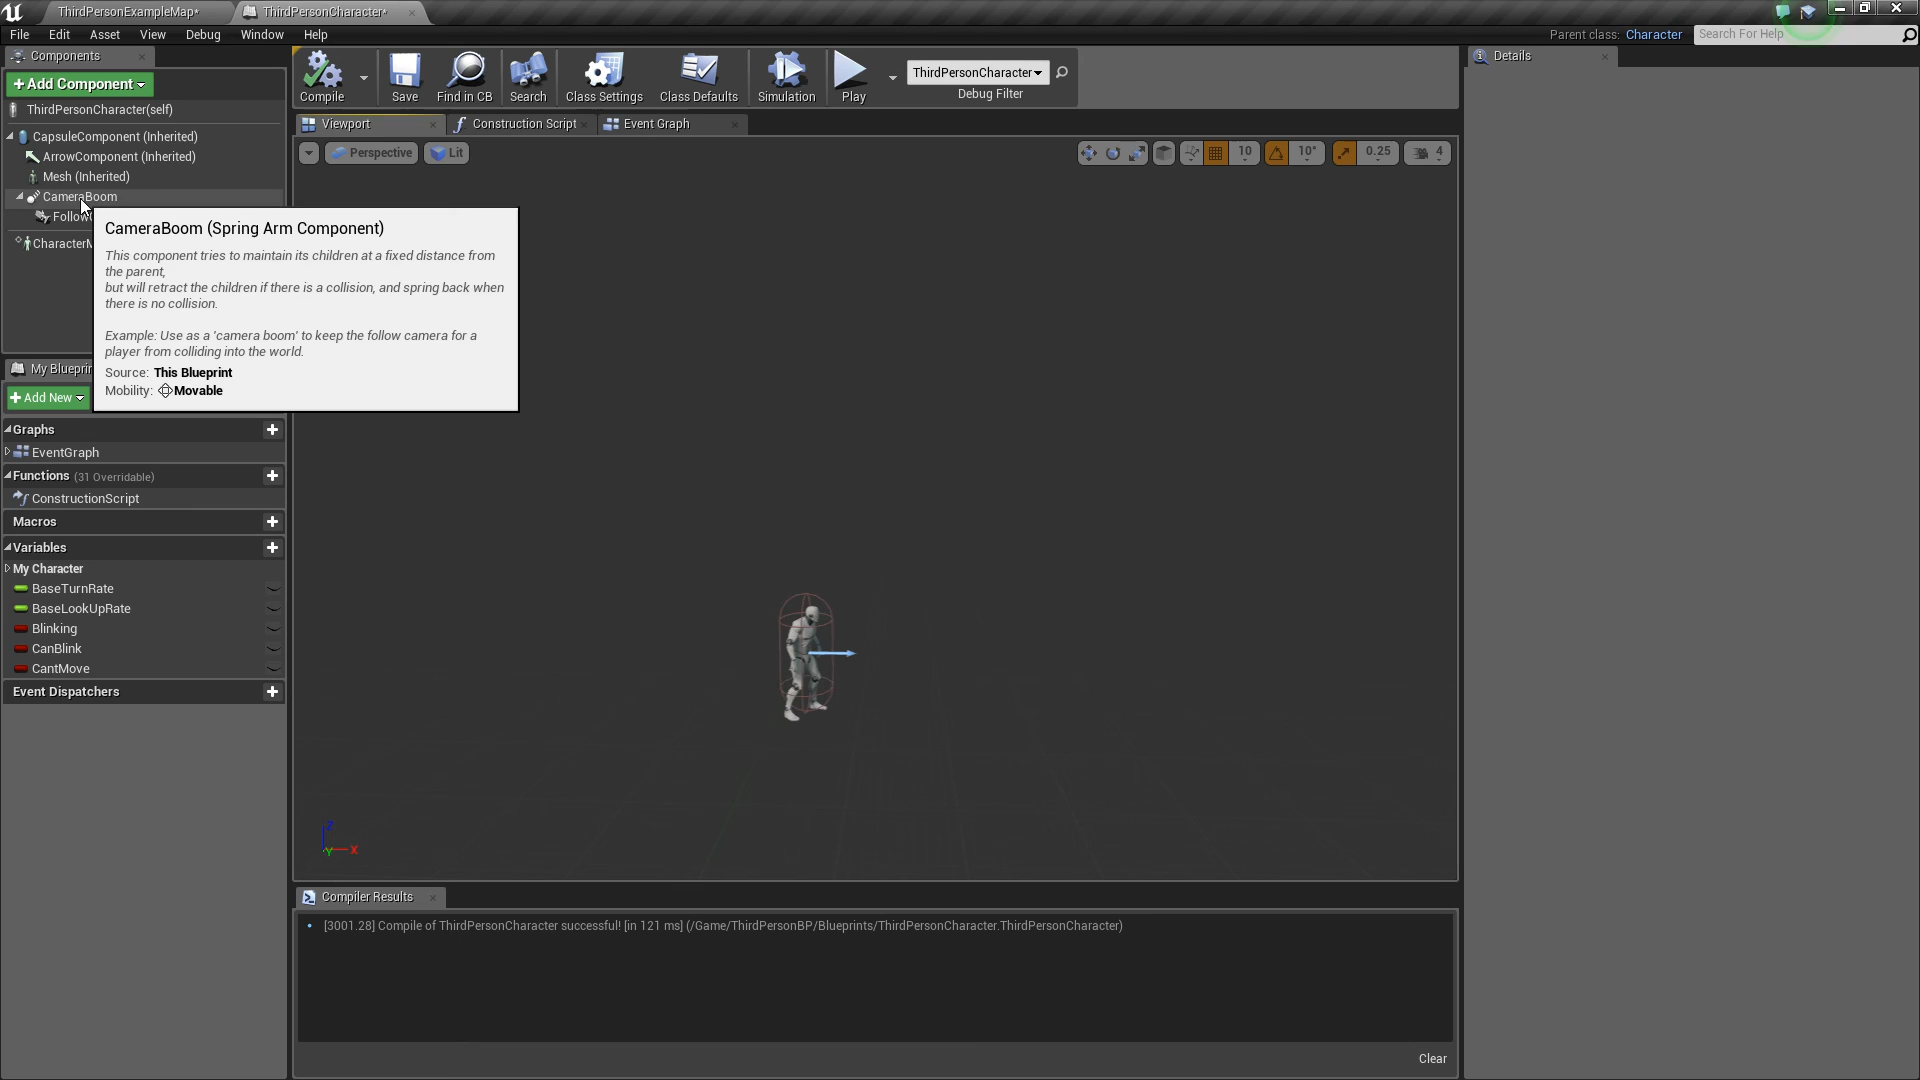 ThirdPersonExampleMap*
ThirdPersonCharacter*
File Edit Asset View Debug Window Help
Parent class: Character
Search For Help
Components
+Add Component
ThirdPersonCharacter(self)
CapsuleComponent (Inherited)
ArrowComponent (Inherited)
Mesh (Inherited)
CameraBoom
Follow
CharacterM
Compile
Save
Find in CB
Search
Class Settings
Class Defaults
Simulation
Play
ThirdPersonCharacter
Debug Filter
Viewport
Construction Script
Event Graph
Perspective
Lit
10
10°
0.25
4
CameraBoom (Spring Arm Component)
This component tries to maintain its children at a fixed distance from
the parent,
but will retract the children if there is a collision, and spring back when
there is no collision.
Example: Use as a 'camera boom' to keep the follow camera for a
player from colliding into the world.
Source: This Blueprint
Mobility: Movable
My Blueprin
+Add New
Graphs
EventGraph
Functions (31 Overridable)
ConstructionScript
Macros
Variables
My Character
BaseTurnRate
BaseLookUpRate
Blinking
CanBlink
CantMove
Event Dispatchers
Z
X
Y
Compiler Results
[3001.28] Compile of ThirdPersonCharacter successful! [in 121 ms] (/Game/ThirdPersonBP/Blueprints/ThirdPersonCharacter.ThirdPersonCharacter)
Clear
Details